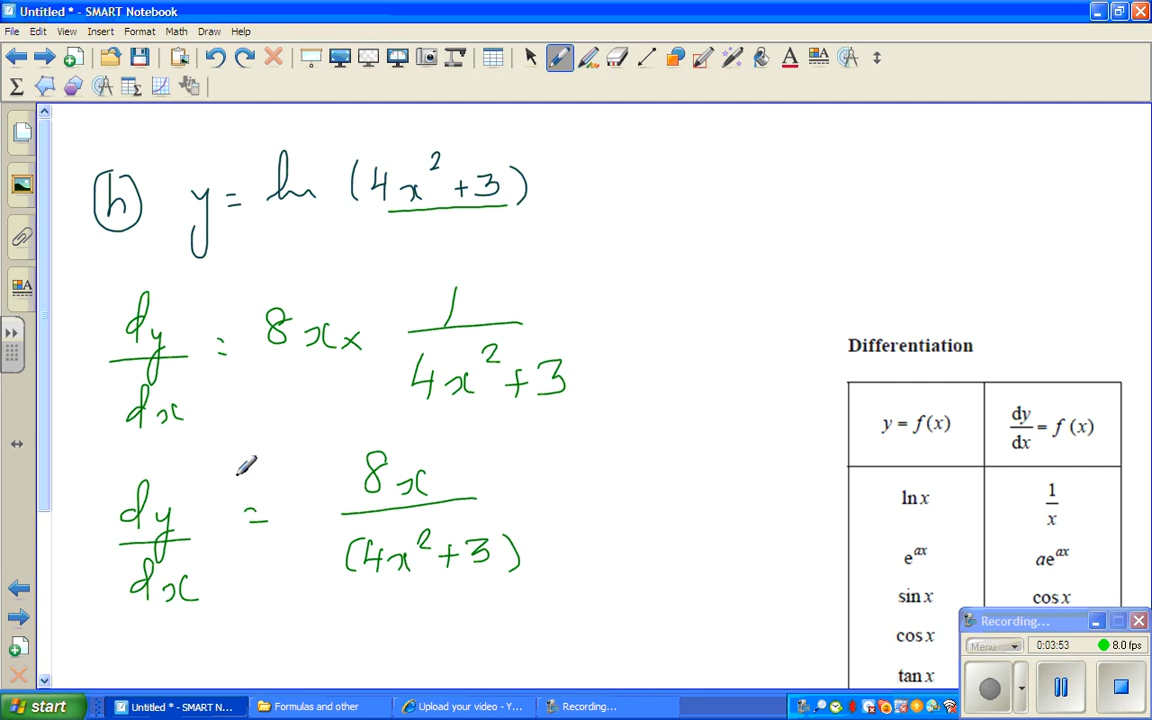 Untitled * - SMART Notebook
File Edit View Insert Format Math Draw Help
(h) y = ln (4x² + 3)
dy/dx = 8x × 1/(4x² + 3)
dy/dx = 8x/(4x² + 3)
Differentiation
y = f(x) dy/dx = f (x)
ln x 1/x
e^ax ae^ax
sin x cos x
cos x
tan x
Recording...
Menu 0:03:53 8.0 fps
start Untitled * - SMART N... Formulas and other Upload your video - Y... Recording...